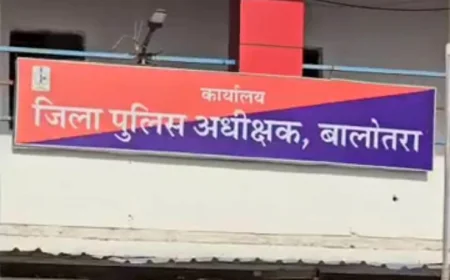 कार्यालय
जिला पुलिस अधीक्षक, बालोतरा